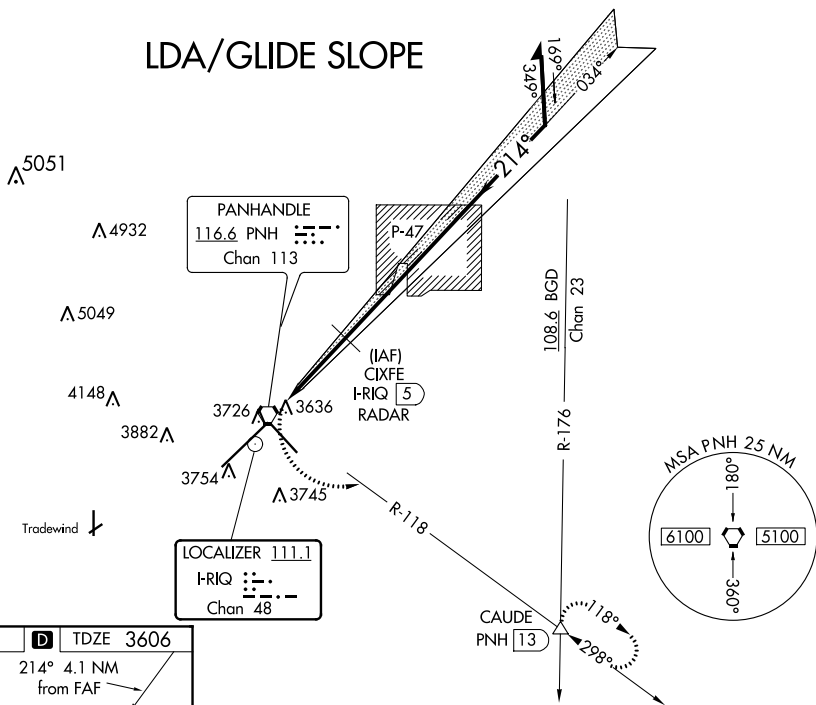 LDA/GLIDE SLOPE
169°
349°
034°
214°
5051
4932
PANHANDLE
116.6 PNH
Chan 113
P-47
5049
108.6 BGD
Chan 23
(IAF)
CIXFE
I-RIQ 5
RADAR
4148
3882
3726
3636
3754
3745
R-176
MSA PNH 25 NM
180°
6100
5100
360°
R-118
Tradewind
LOCALIZER 111.1
I-RIQ
Chan 48
CAUDE
PNH 13
118°
298°
D TDZE 3606
214° 4.1 NM
from FAF